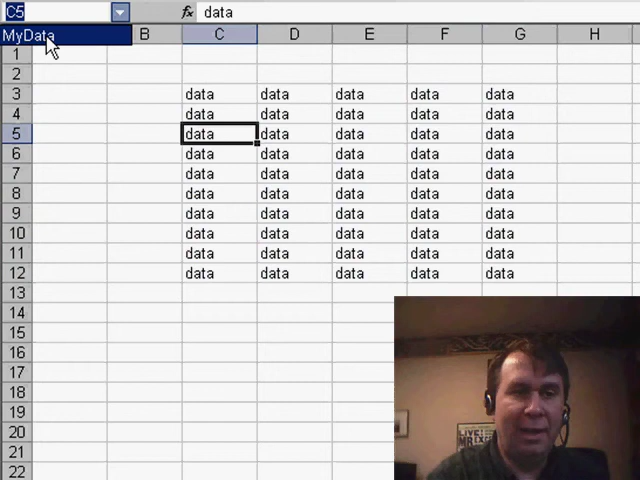 C5 fx data
MyData B C D E F G H
1
2
3 data data data data data
4 data data data data data
5 data data data data data
6 data data data data data
7 data data data data data
8 data data data data data
9 data data data data data
10 data data data data data
11 data data data data data
12 data data data data data
13
14
15
16
17
18
19
20
21
22
LIVE!